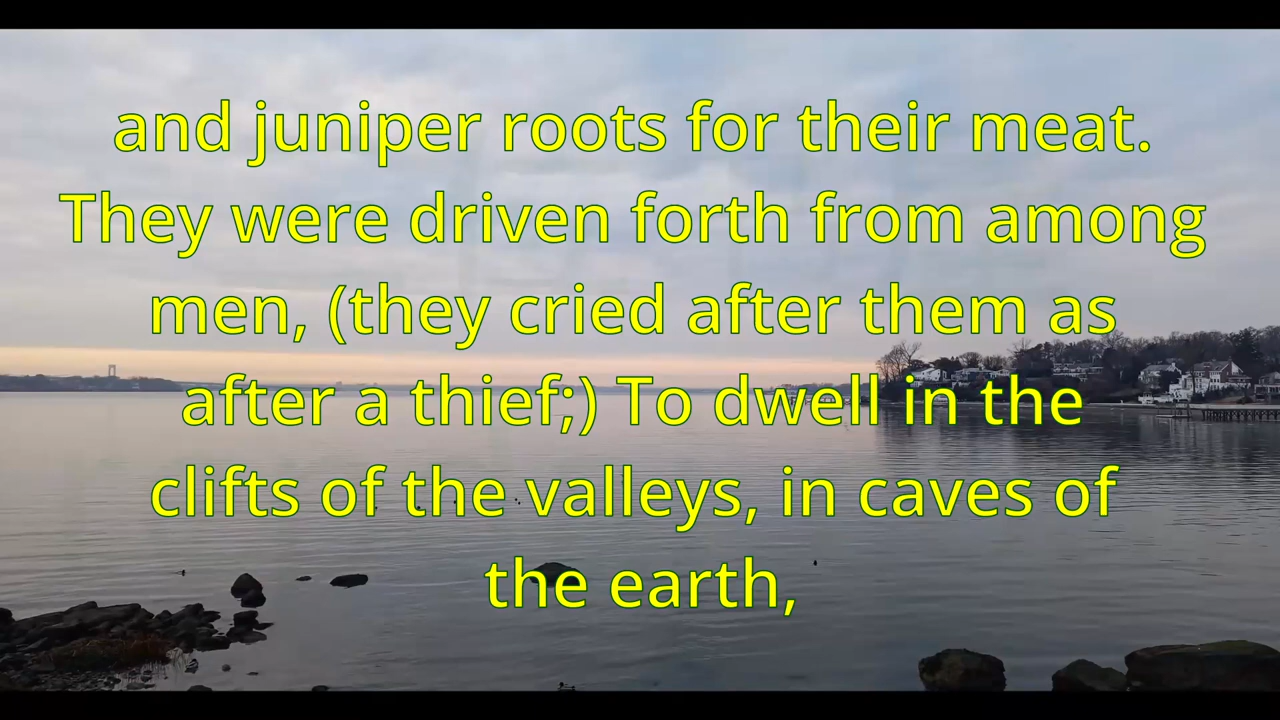 and juniper roots for their meat.
They were driven forth from among
men, (they cried after them as
after a thief;) To dwell in the
clifts of the valleys, in caves of
the earth,